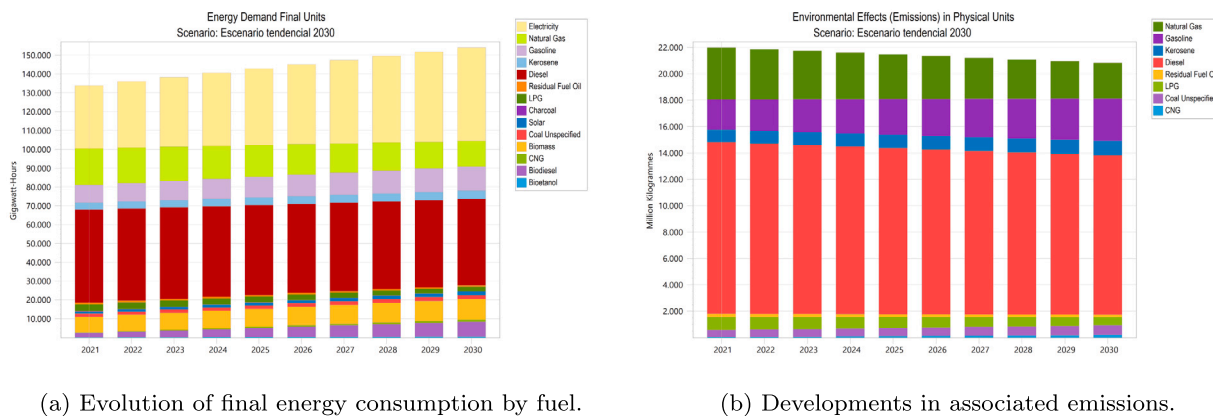 Energy Demand Final Units
Scenario: Escenario tendencial 2030
Gigawatt-Hours
150.000
140.000
130.000
120.000
110.000
100.000
90.000
80.000
70.000
60.000
50.000
40.000
30.000
20.000
10.000
2021 2022 2023 2024 2025 2026 2027 2028 2029 2030
Electricity
Natural Gas
Gasoline
Kerosene
Diesel
Residual Fuel Oil
LPG
Charcoal
Solar
Coal Unspecified
Biomass
CNG
Biodiesel
Bioetanol
(a) Evolution of final energy consumption by fuel.
Environmental Effects (Emissions) in Physical Units
Scenario: Escenario tendencial 2030
Million Kilogrammes
22.000
20.000
18.000
16.000
14.000
12.000
10.000
8.000
6.000
4.000
2.000
2021 2022 2023 2024 2025 2026 2027 2028 2029 2030
Natural Gas
Gasoline
Kerosene
Diesel
Residual Fuel O
LPG
Coal Unspecifie
CNG
(b) Developments in associated emissions.